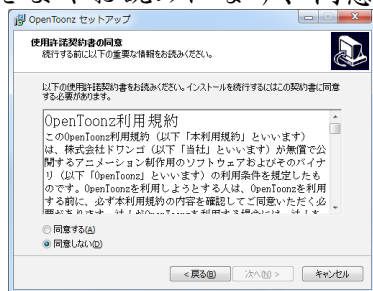 OpenToonz セットアップ
使用許諾契約書の同意
続行する前に以下の重要な情報をお読みください。
以下の使用許諾契約書をお読みください。インストールを続行するにはこの契約書に同意
する必要があります。
OpenToonz利用規約
このOpenToonz利用規約（以下「本利用規約」といいます）
は、株式会社ドワンゴ（以下「当社」といいます）が無償で公
開するアニメーション制作用のソフトウェアおよびそのバイナ
リ（以下「OpenToonz」といいます）の利用条件を規定したも
のです。OpenToonzを利用しようとする人は、OpenToonzを利用
する前に、必ず本利用規約の内容を確認してご同意いただく必
同意する(A)
同意しない(D)
< 戻る(B)
次へ(N) >
キャンセル